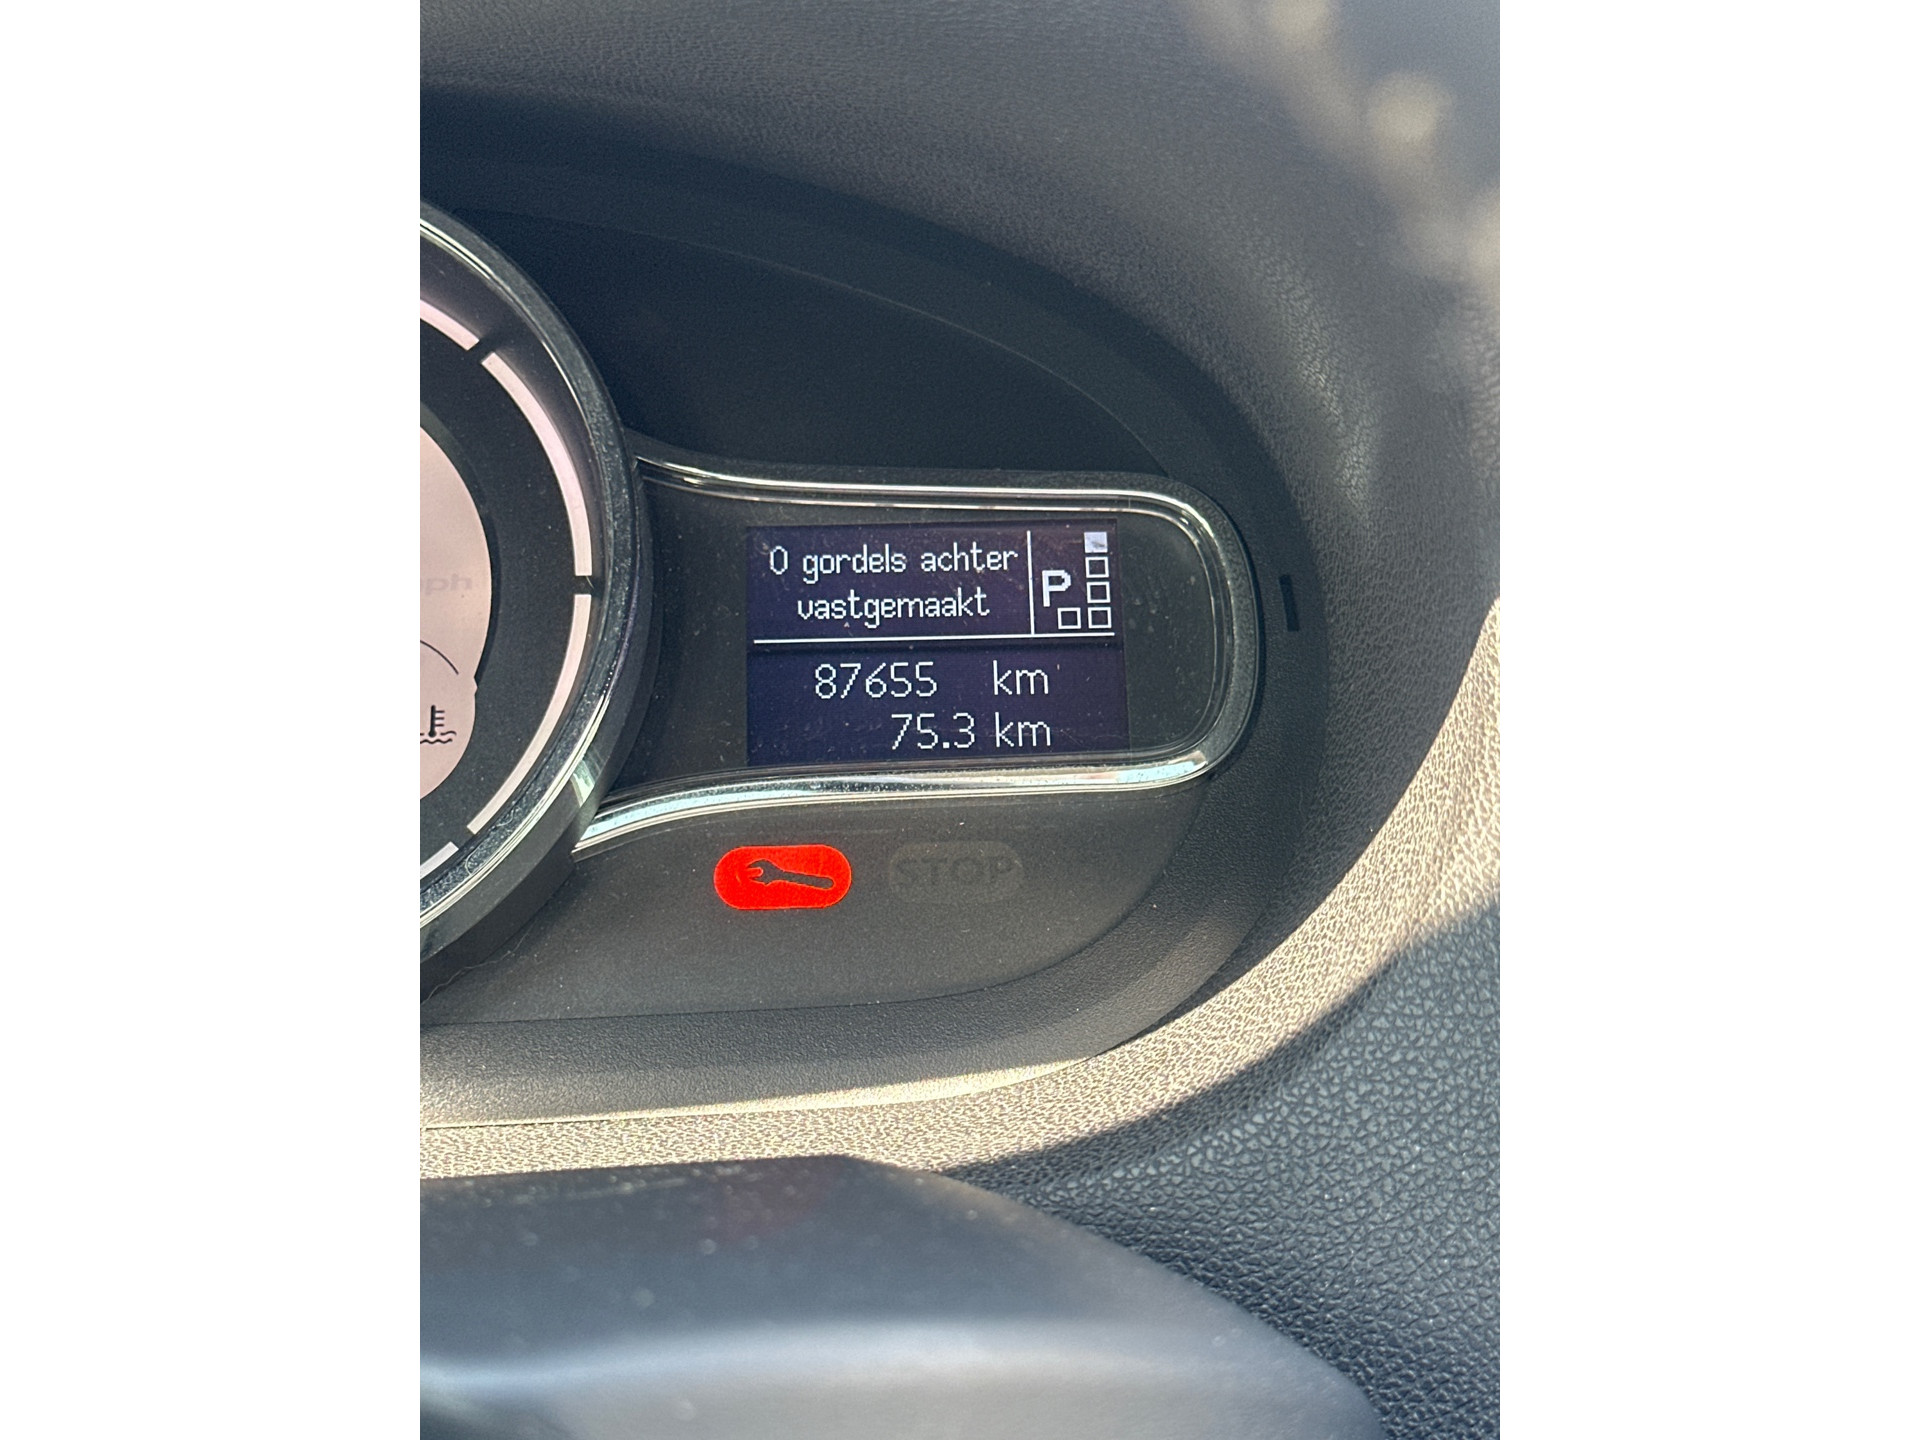 0 gordels achter
vastgemaakt
P
87655 km
75.3 km
STOP